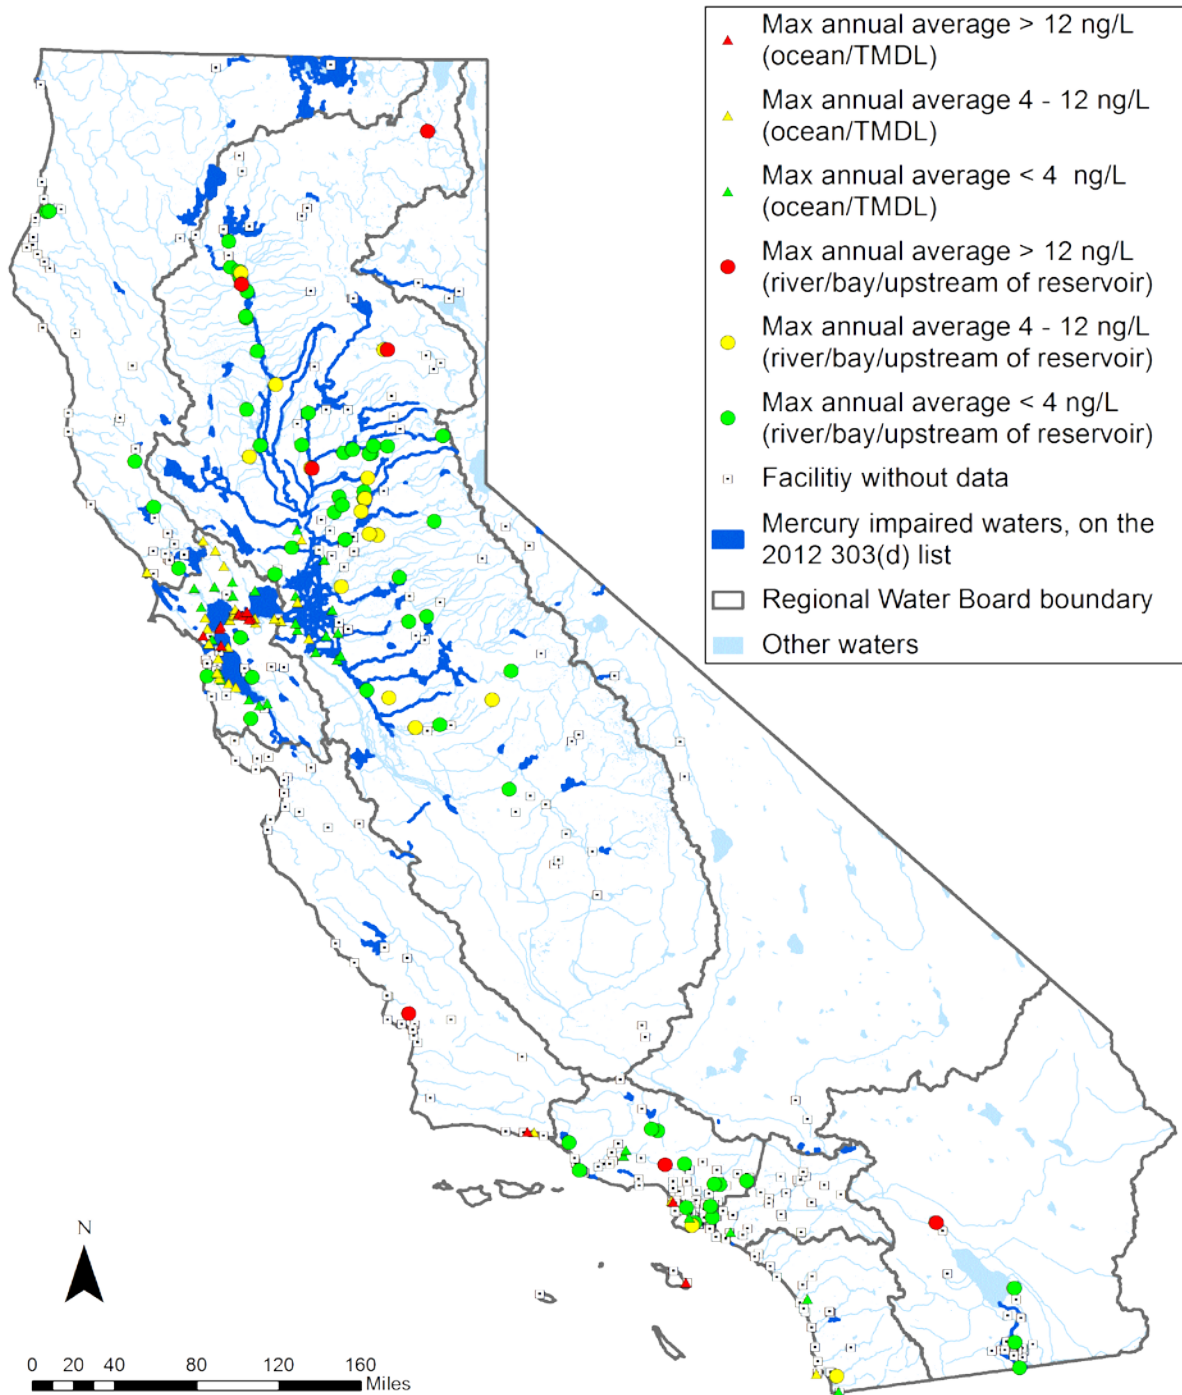 Max annual average > 12 ng/L
(ocean/TMDL)
Max annual average 4 - 12 ng/L
(ocean/TMDL)
Max annual average < 4 ng/L
(ocean/TMDL)
Max annual average > 12 ng/L
(river/bay/upstream of reservoir)
Max annual average 4 - 12 ng/L
(river/bay/upstream of reservoir)
Max annual average < 4 ng/L
(river/bay/upstream of reservoir)
Facilitiy without data
Mercury impaired waters, on the
2012 303(d) list
Regional Water Board boundary
Other waters
N
0 20 40 80 120 160
Miles